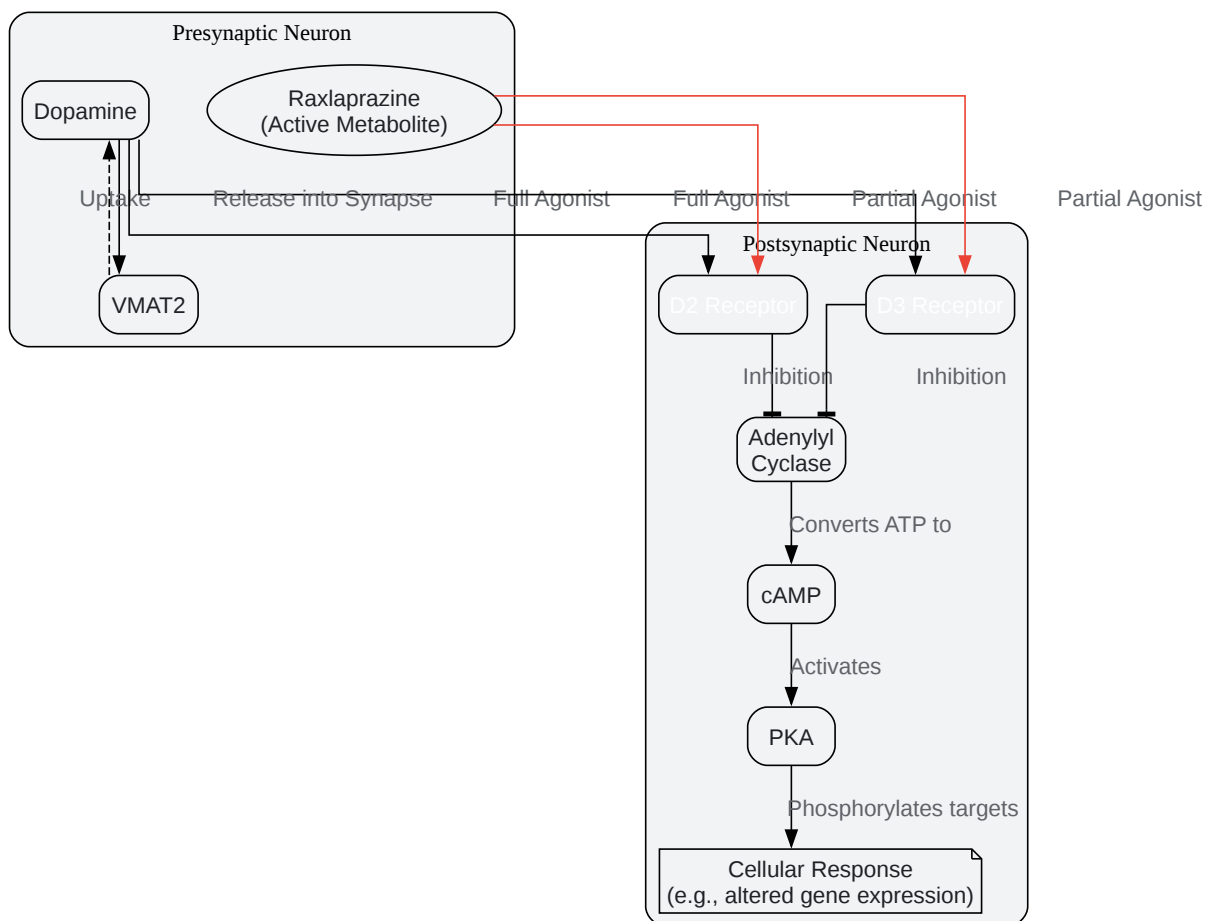 Presynaptic Neuron
Dopamine
Raxlaprazine
(Active Metabolite)
Uptake
Release into Synapse
Full Agonist
Full Agonist
Partial Agonist
Partial Agonist
Postsynaptic Neuron
VMAT2
D2 Receptor
D3 Receptor
Inhibition
Inhibition
Adenylyl
Cyclase
Converts ATP to
cAMP
Activates
PKA
Phosphorylates targets
Cellular Response
(e.g., altered gene expression)